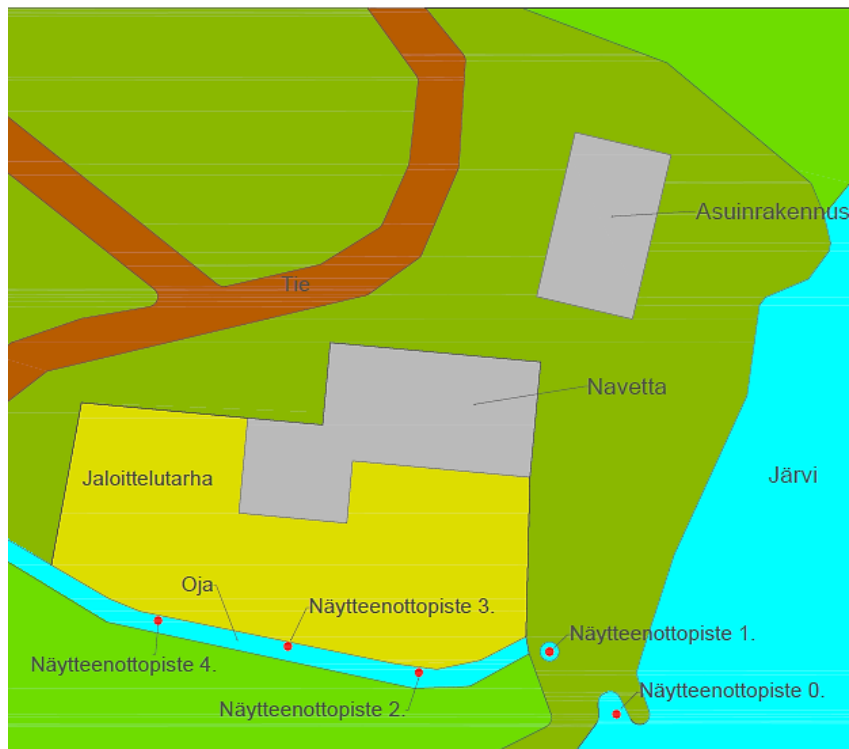 Asuinrakennus
Tie
Navetta
Jaloittelutarha
Järvi
Oja
Näytteenottopiste 3.
Näytteenottopiste 1.
Näytteenottopiste 4.
Näytteenottopiste 0.
Näytteenottopiste 2.